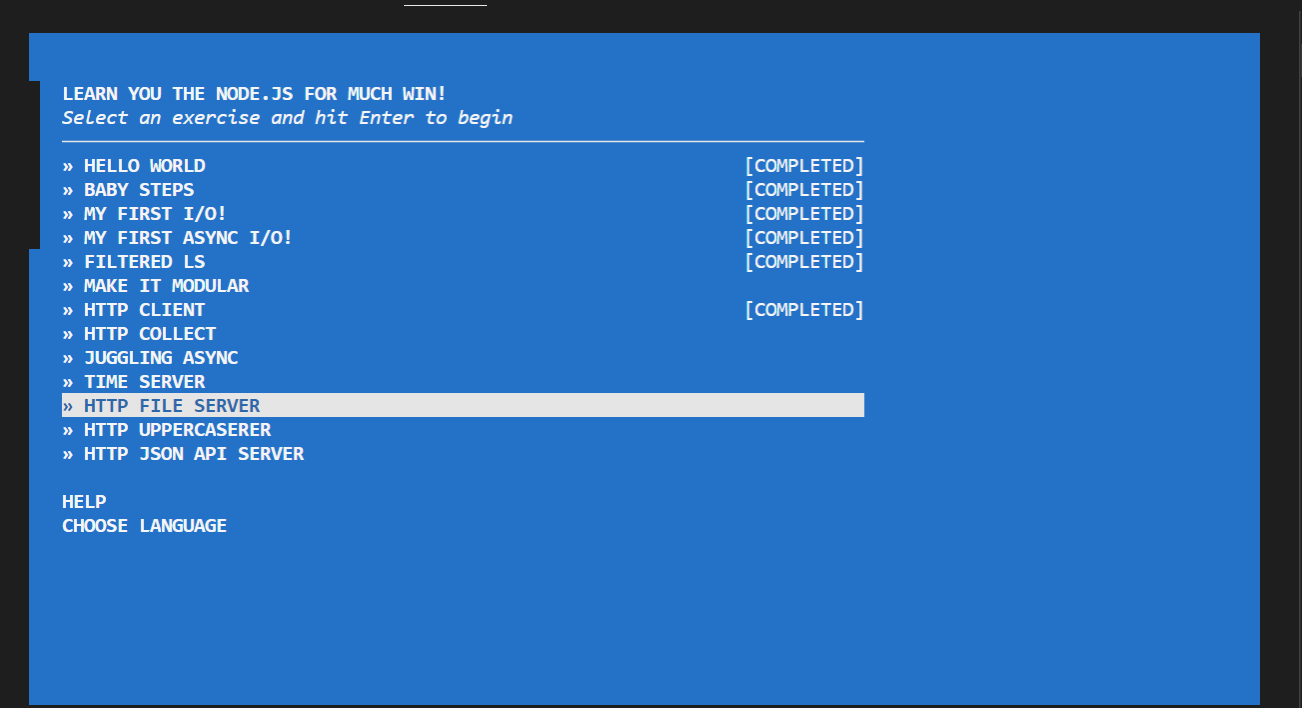 LEARN YOU THE NODE.JS FOR MUCH WIN!
Select an exercise and hit Enter to begin
» HELLO WORLD [COMPLETED]
» BABY STEPS [COMPLETED]
» MY FIRST I/O! [COMPLETED]
» MY FIRST ASYNC I/O! [COMPLETED]
» FILTERED LS [COMPLETED]
» MAKE IT MODULAR
» HTTP CLIENT [COMPLETED]
» HTTP COLLECT
» JUGGLING ASYNC
» TIME SERVER
» HTTP FILE SERVER
» HTTP UPPERCASERER
» HTTP JSON API SERVER
HELP
CHOOSE LANGUAGE